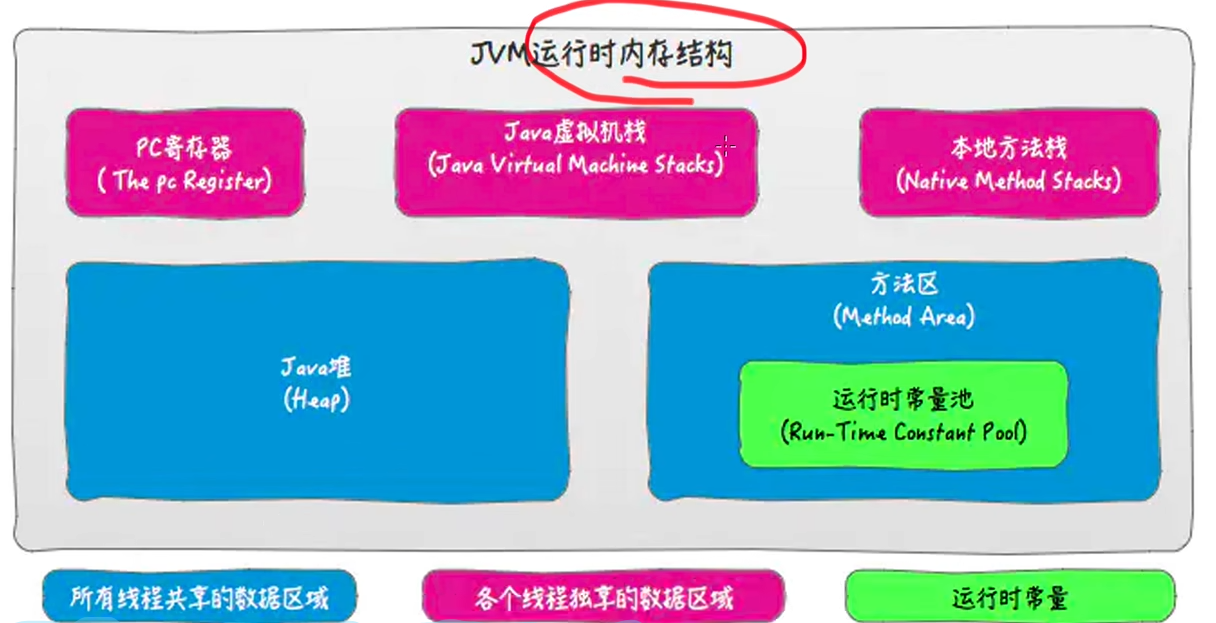 JVM运行时内存结构
PC寄存器
( The pc Register)
Java虚拟机栈
(Java Virtual Machine Stacks)
本地方法栈
(Native Method Stacks)
Java堆
(Heap)
方法区
(Method Area)
运行时常量池
(Run-Time Constant Pool)
所有线程共享的数据区域
各个线程独享的数据区域
运行时常量